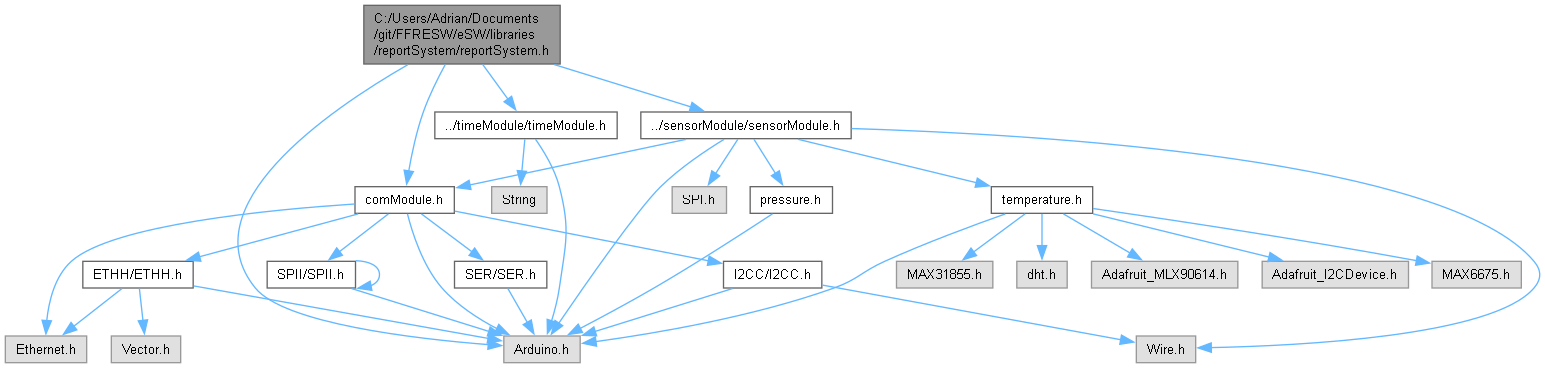 C:/Users/Adrian/Documents
/git/FFRESW/eSW/libraries
/reportSystem/reportSystem.h
../timeModule/timeModule.h
../sensorModule/sensorModule.h
comModule.h
String
SPI.h
pressure.h
temperature.h
ETHH/ETHH.h
SPII/SPII.h
SER/SER.h
I2CC/I2CC.h
MAX31855.h
dht.h
Adafruit_MLX90614.h
Adafruit_I2CDevice.h
MAX6675.h
Ethernet.h
Vector.h
Arduino.h
Wire.h